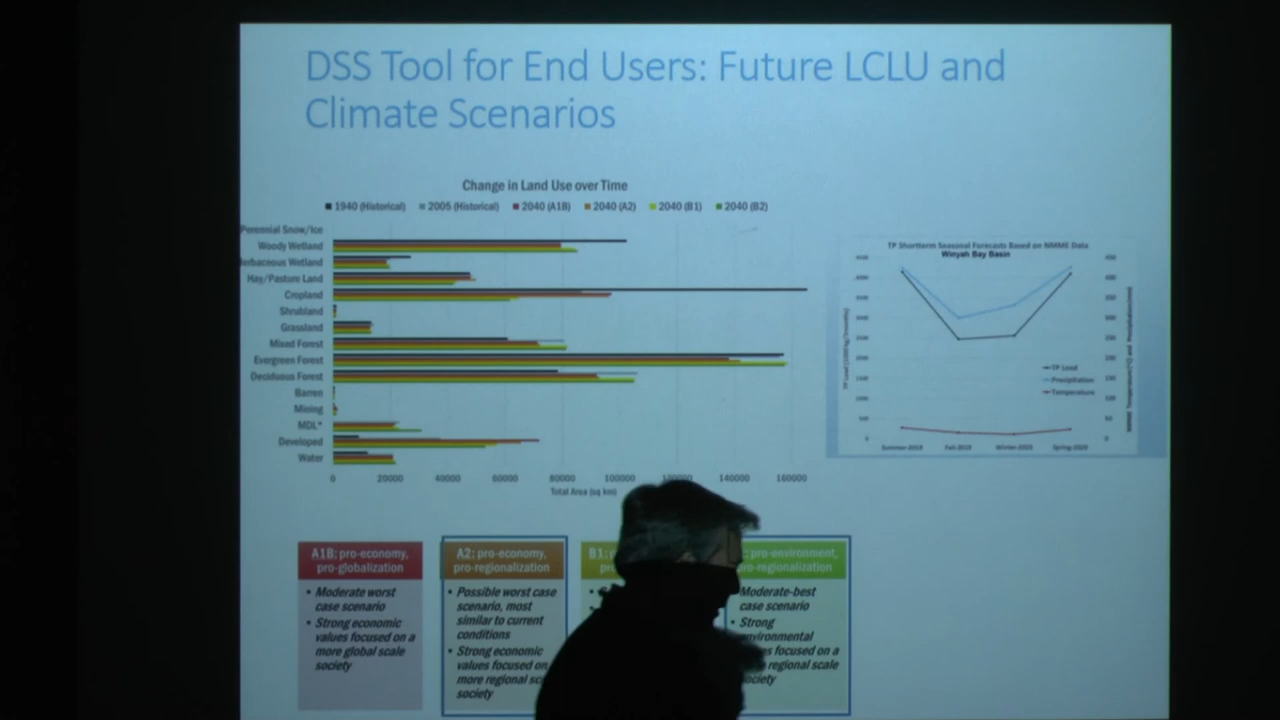 DSS Tool for End Users: Future LCLU and
Climate Scenarios
Change in Land Use over Time
1940 (Historical) 2005 (Historical) 2040 (A1B) 2040 (A2) 2040 (B1) 2040 (B2)
Perennial Snow/Ice
Woody Wetland
Herbaceous Wetland
Hay/Pasture Land
Cropland
Shrubland
Grassland
Mixed Forest
Evergreen Forest
Deciduous Forest
Barren
Mining
MDL*
Developed
Water
0 20000 40000 60000 80000 100000 120000 140000 160000
Total Area (sq km)
TP Shortterm Seasonal Forecasts Based on NMME Data
Winyah Bay Basin
TP Load
Precipitation
Temperature
Summer-2019 Fall-2019 Spring-2020
A1B: pro-economy,
pro-globalization
• Moderate worst
case scenario
• Strong economic
values focused on a
more global scale
society
A2: pro-economy,
pro-regionalization
• Possible worst case
scenario, most
similar to current
conditions
• Strong economic
values focused on
more regional
society
B1:
: pro-environment,
pro-regionalization
Moderate-best
case scenario
• Strong
focused on a
regional scale